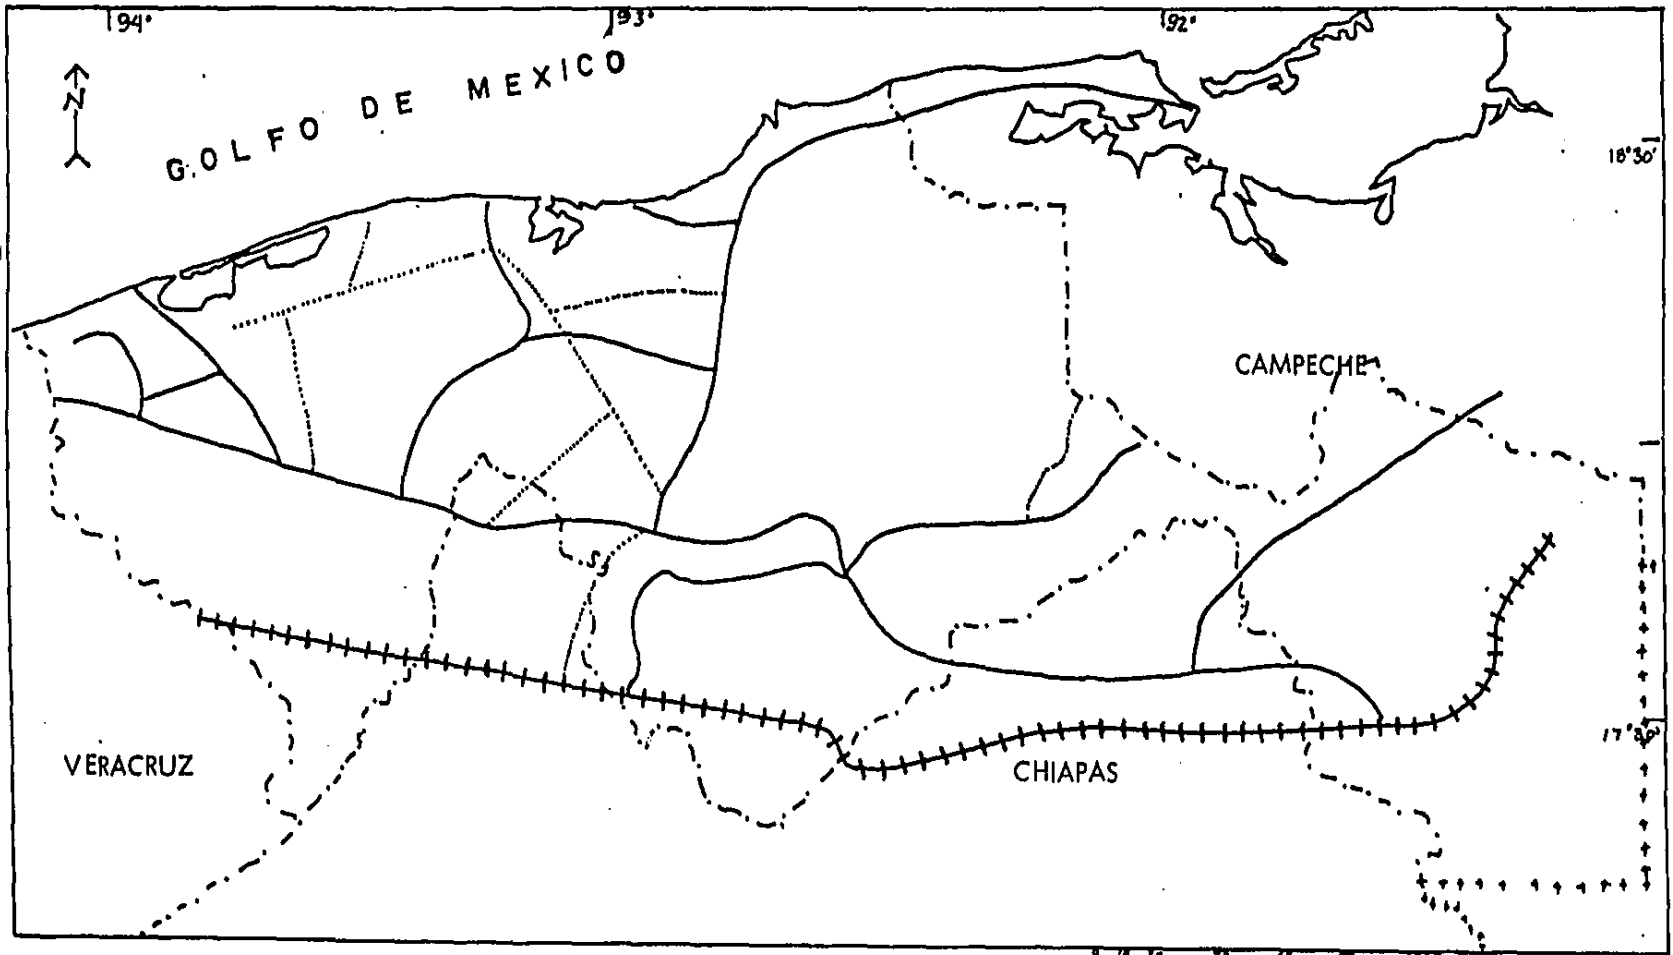 94°
93°
92°
N
GOLFO DE MEXICO
18°30'
CAMPECHE
VERACRUZ
CHIAPAS